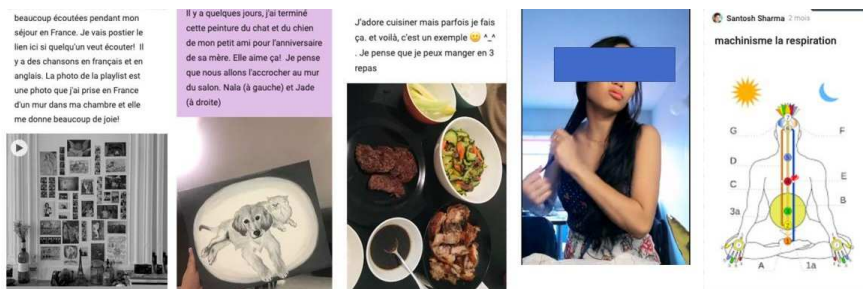 beaucoup écoutées pendant mon
séjour en France. Je vais postier le
lien ici si quelqu'un veut écouter! Il
y a des chansons en français et en
anglais. La photo de la playlist est
une photo que j'ai prise en France
d'un mur dans ma chambre et elle
me donne beaucoup de joie!
Il y a quelques jours, j'ai terminé
cette peinture du chat et du chien
de mon petit ami pour l'anniversaire
de sa mère. Elle aime ça! Je pense
que nous allons l'accrocher au mur
du salon. Nala (à gauche) et Jade
(à droite)
J'adore cuisiner mais parfois je fais
ça. et voilà, c'est un exemple 🙂 ^_^
. Je pense que je peux manger en 3
repas
Santosh Sharma 2 mois
machinisme la respiration
G F
D
E
C
B
3a
A 1a